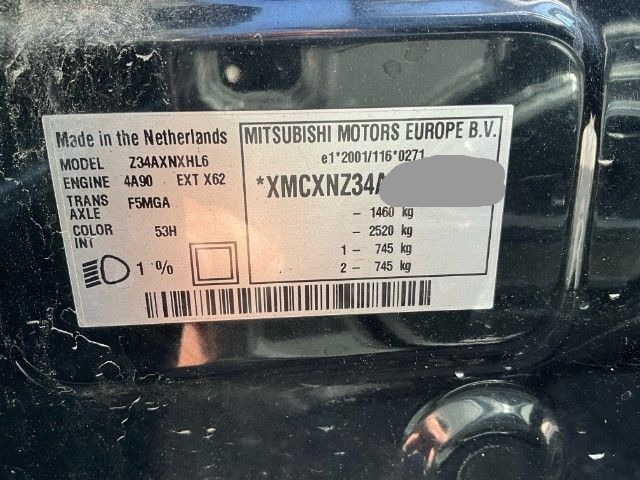 Made in the Netherlands
MODEL Z34AXNXHL6
ENGINE 4A90 EXT X62
TRANS AXLE F5MGA
COLOR INT 53H
1 %
MITSUBISHI MOTORS EUROPE B.V.
e1*2001/116*0271
*XMCXNZ34A
- 1460 kg
- 2520 kg
1 - 745 kg
2 - 745 kg